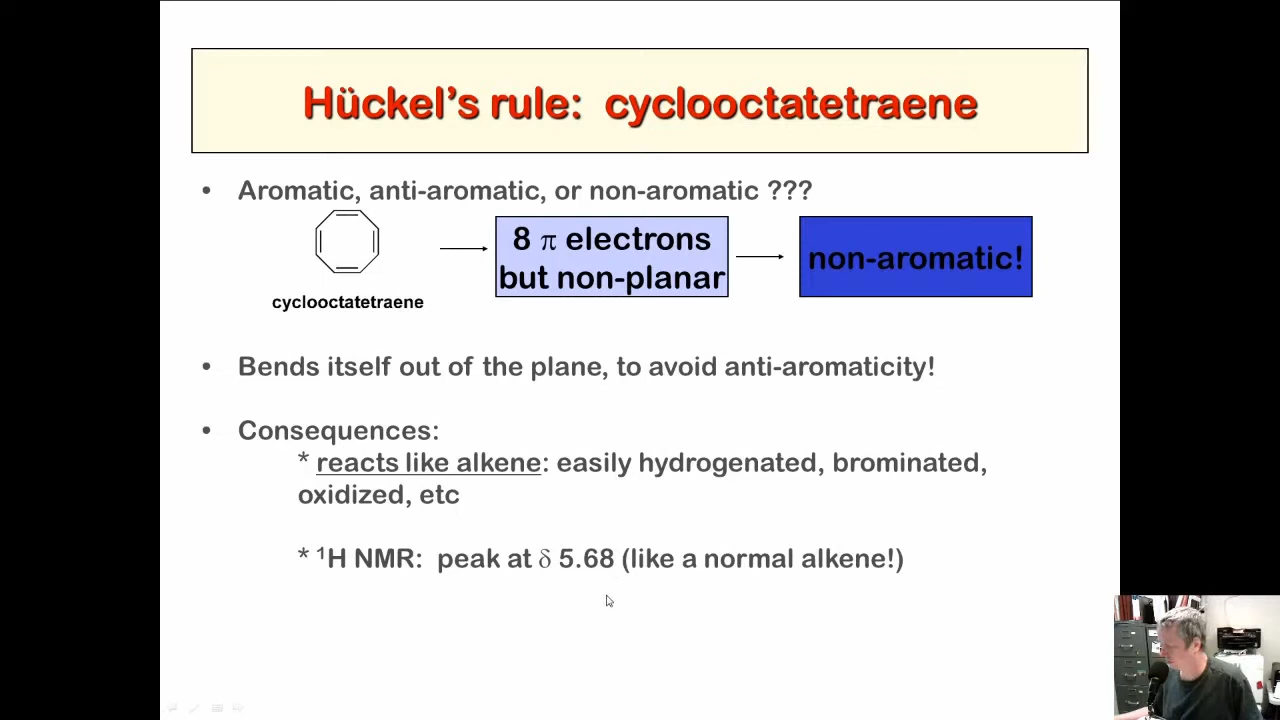 Hückel’s rule:  cyclooctatetraene
• Aromatic, anti-aromatic, or non-aromatic ???
8 π electrons
but non-planar
non-aromatic!
cyclooctatetraene
• Bends itself out of the plane, to avoid anti-aromaticity!
• Consequences:
* reacts like alkene: easily hydrogenated, brominated,
oxidized, etc
* ¹H NMR:  peak at δ 5.68 (like a normal alkene!)